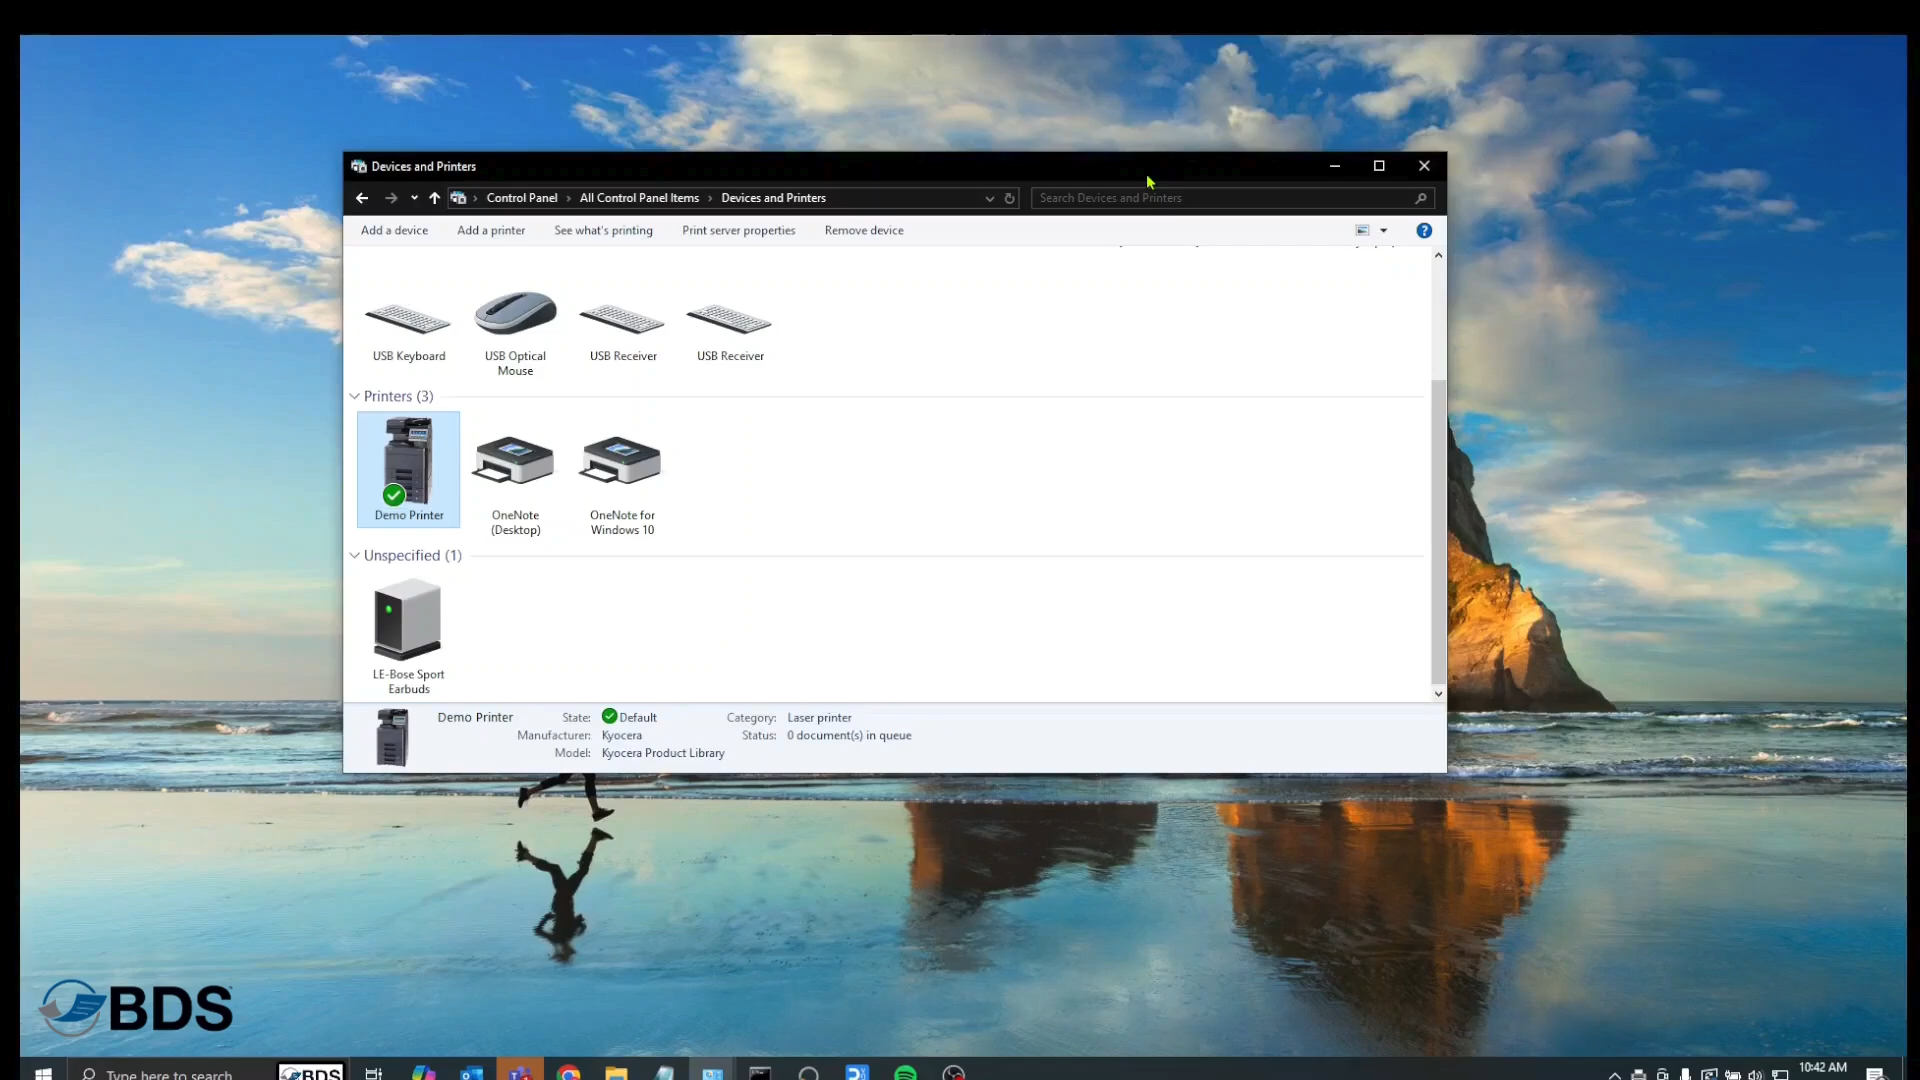 Devices and Printers
Control Panel All Control Panel Items Devices and Printers
Search Devices and Printers
Add a device Add a printer See what's printing Print server properties Remove device
USB Keyboard
USB Optical
Mouse
USB Receiver
USB Receiver
Printers (3)
Demo Printer
OneNote
(Desktop)
OneNote for
Windows 10
Unspecified (1)
LE-Bose Sport
Earbuds
Demo Printer State: Default Category: Laser printer
Manufacturer: Kyocera Status: 0 document(s) in queue
Model: Kyocera Product Library
BDS
Type here to search
BDS
10:42 AM